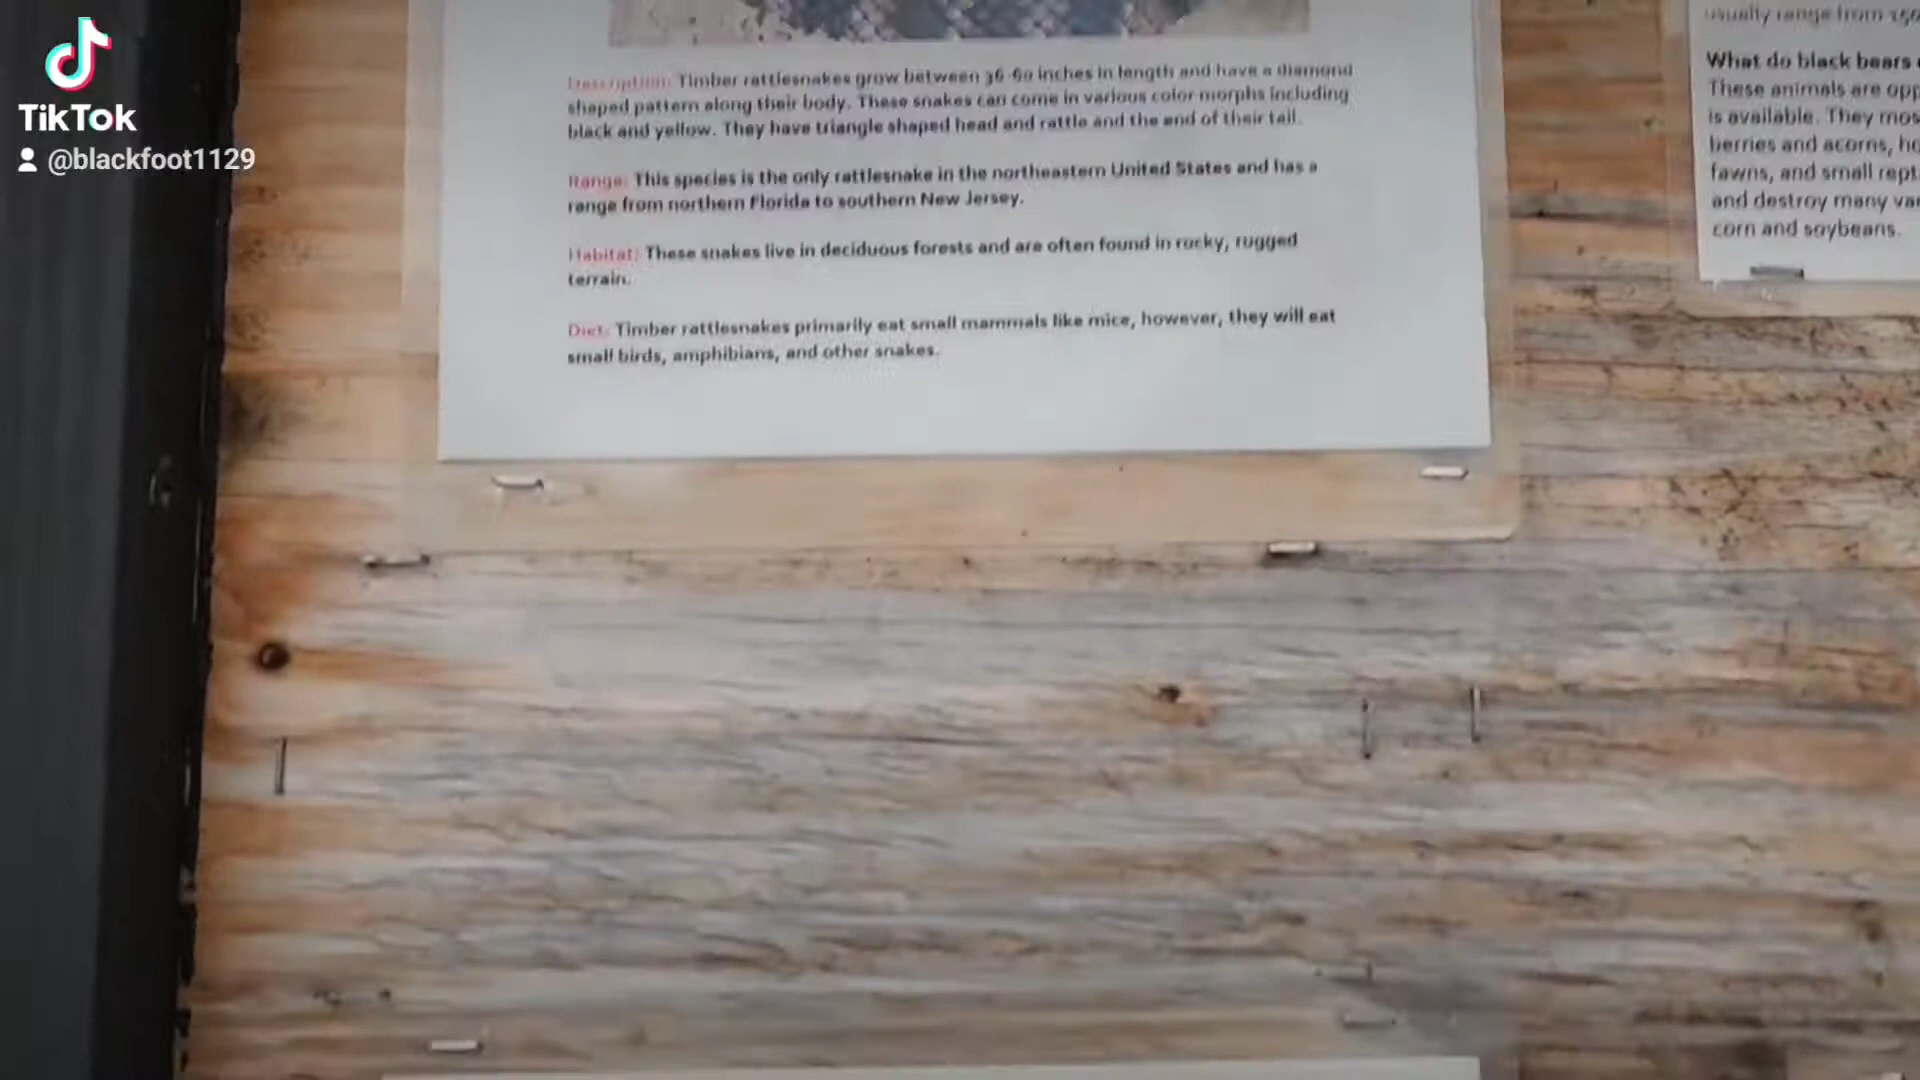 TikTok
@blackfoot1129
Description: Timber rattlesnakes grow between 36-60 inches in length and have a diamond
shaped pattern along their body. These snakes can come in various color morphs including
black and yellow. They have triangle shaped head and rattle and the end of their tail.
Range: This species is the only rattlesnake in the northeastern United States and has a
range from northern Florida to southern New Jersey.
Habitat: These snakes live in deciduous forests and are often found in rocky, rugged
terrain.
Diet: Timber rattlesnakes primarily eat small mammals like mice, however, they will eat
small birds, amphibians, and other snakes.
usually range from 150
What do black bears
These animals are opp
is available. They mos
berries and acorns, ho
fawns, and small rept
and destroy many var
corn and soybeans.